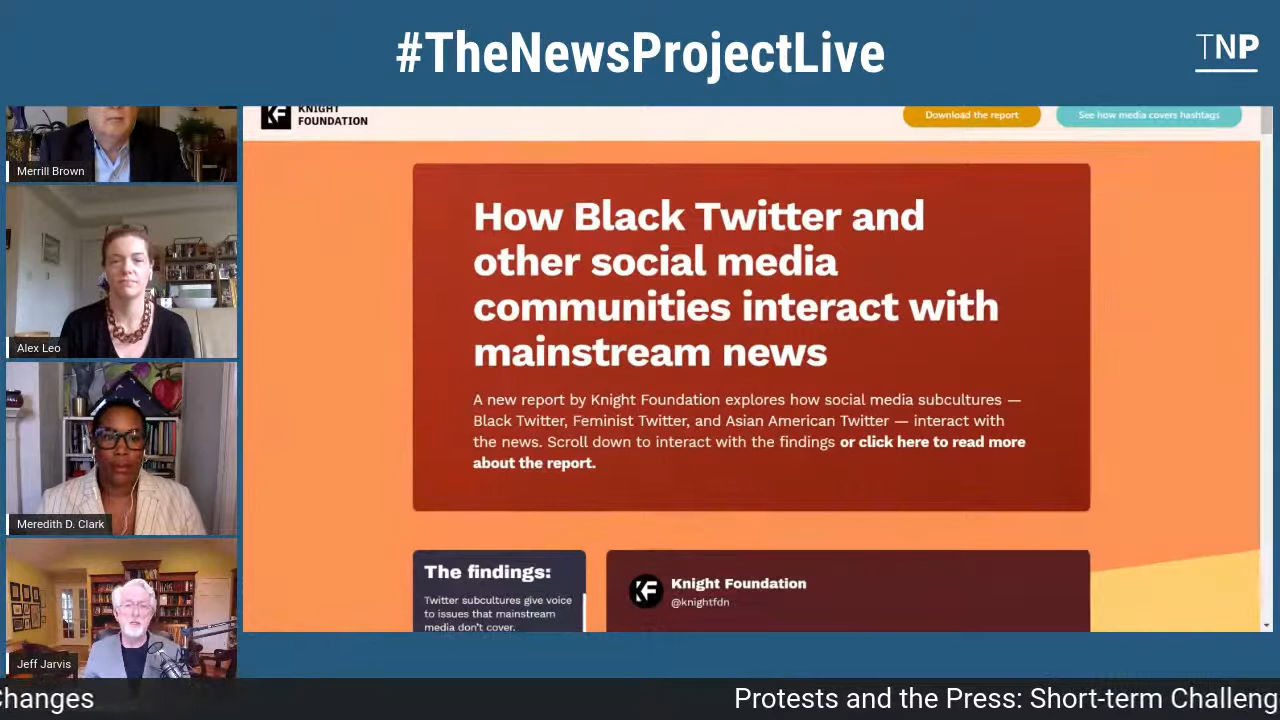 #TheNewsProjectLive
TNP
Merrill Brown
Alex Leo
Meredith D. Clark
Jeff Jarvis
KNIGHT
FOUNDATION
Download the report
See how media covers hashtags
How Black Twitter and
other social media
communities interact with
mainstream news
A new report by Knight Foundation explores how social media subcultures —
Black Twitter, Feminist Twitter, and Asian American Twitter — interact with
the news. Scroll down to interact with the findings or click here to read more
about the report.
The findings:
Twitter subcultures give voice
to issues that mainstream
media don't cover.
KF
Knight Foundation
@knightfdn
Changes
Protests and the Press: Short-term Challeng